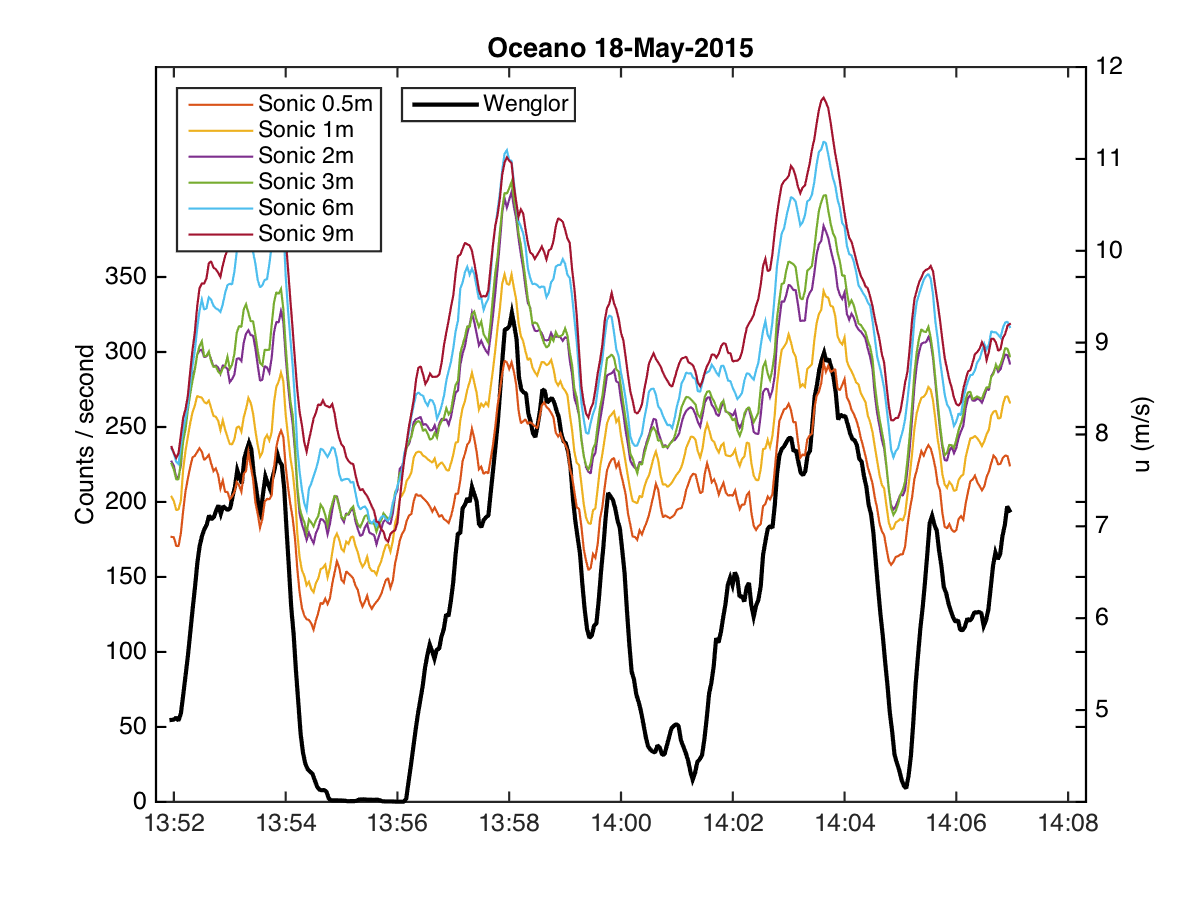 Oceano 18-May-2015
Sonic 0.5m
Sonic 1m
Sonic 2m
Sonic 3m
Sonic 6m
Sonic 9m
Wenglor
Counts / second
350
300
250
200
150
100
50
0
12
11
10
9
8
7
6
5
u (m/s)
13:52 13:54 13:56 13:58 14:00 14:02 14:04 14:06 14:08